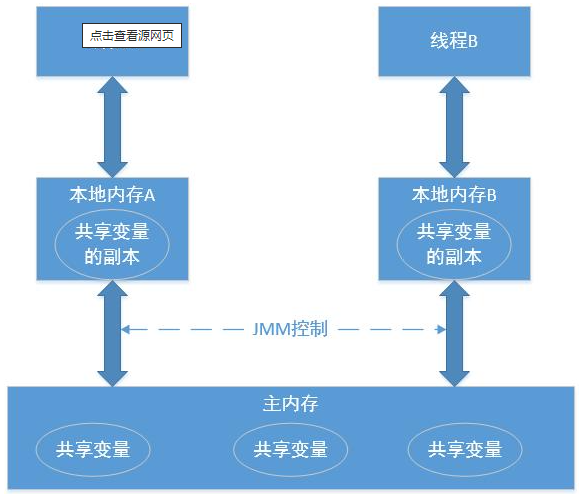 点击查看源网页
线程B
本地内存A
共享变量
的副本
本地内存B
共享变量
的副本
JMM控制
主内存
共享变量
共享变量
共享变量